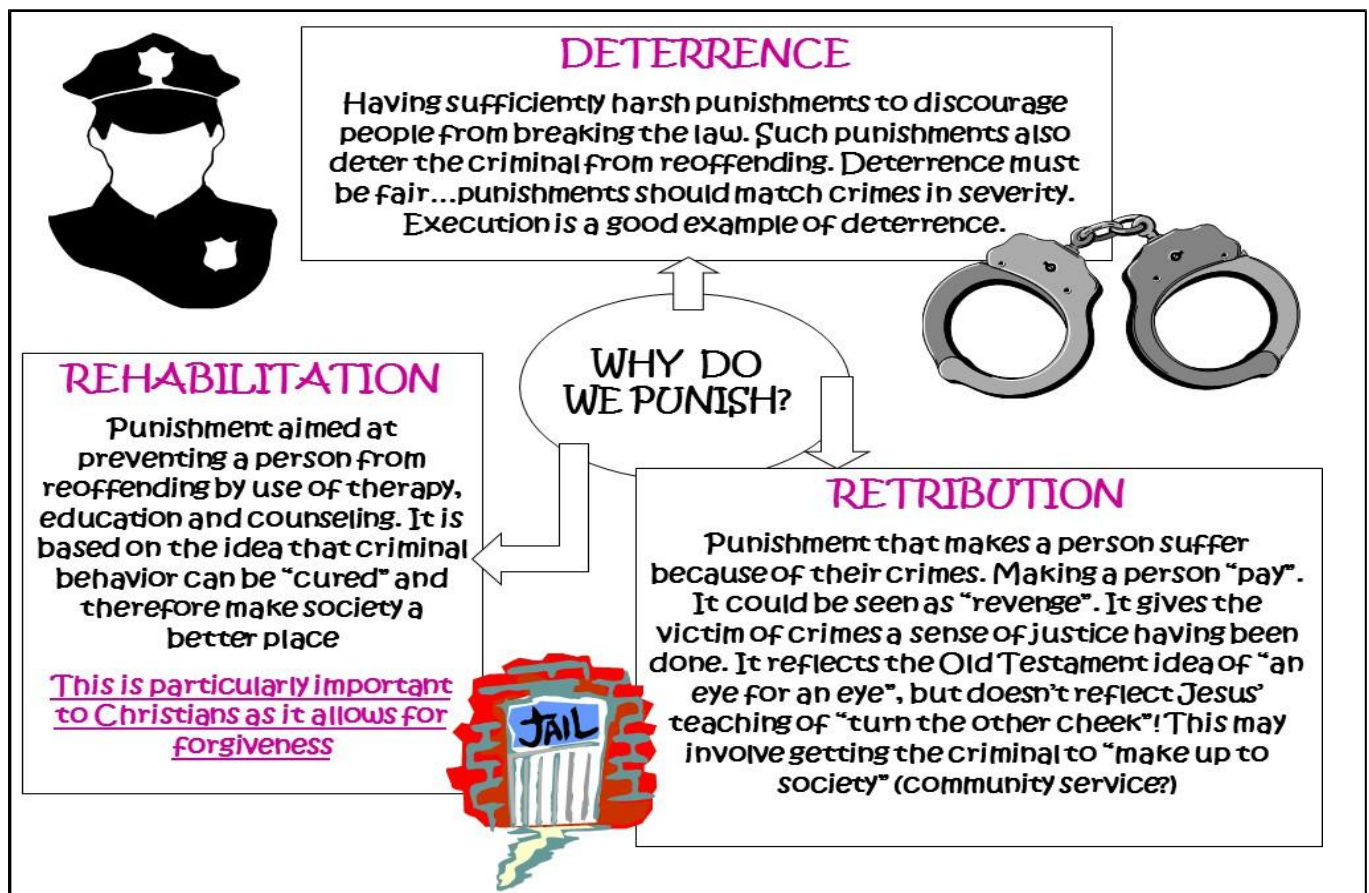 DETERRENCE
Having sufficiently harsh punishments to discourage
people from breaking the law. Such punishments also
deter the criminal from reoffending. Deterrence must
be fair...punishments should match crimes in severity.
Execution is a good example of deterrence.
WHY DO
WE PUNISH?
REHABILITATION
Punishment aimed at
preventing a person from
reoffending by use of therapy,
education and counseling. It is
based on the idea that criminal
behavior can be “cured” and
therefore make society a
better place
This is particularly important
to Christians as it allows for
forgiveness
JAIL
RETRIBUTION
Punishment that makes a person suffer
because of their crimes. Making a person “pay”.
It could be seen as “revenge”. It gives the
victim of crimes a sense of justice having been
done. It reflects the Old Testament idea of “an
eye for an eye”, but doesn’t reflect Jesus’
teaching of “turn the other cheek”! This may
involve getting the criminal to “make up to
society” (community service?)